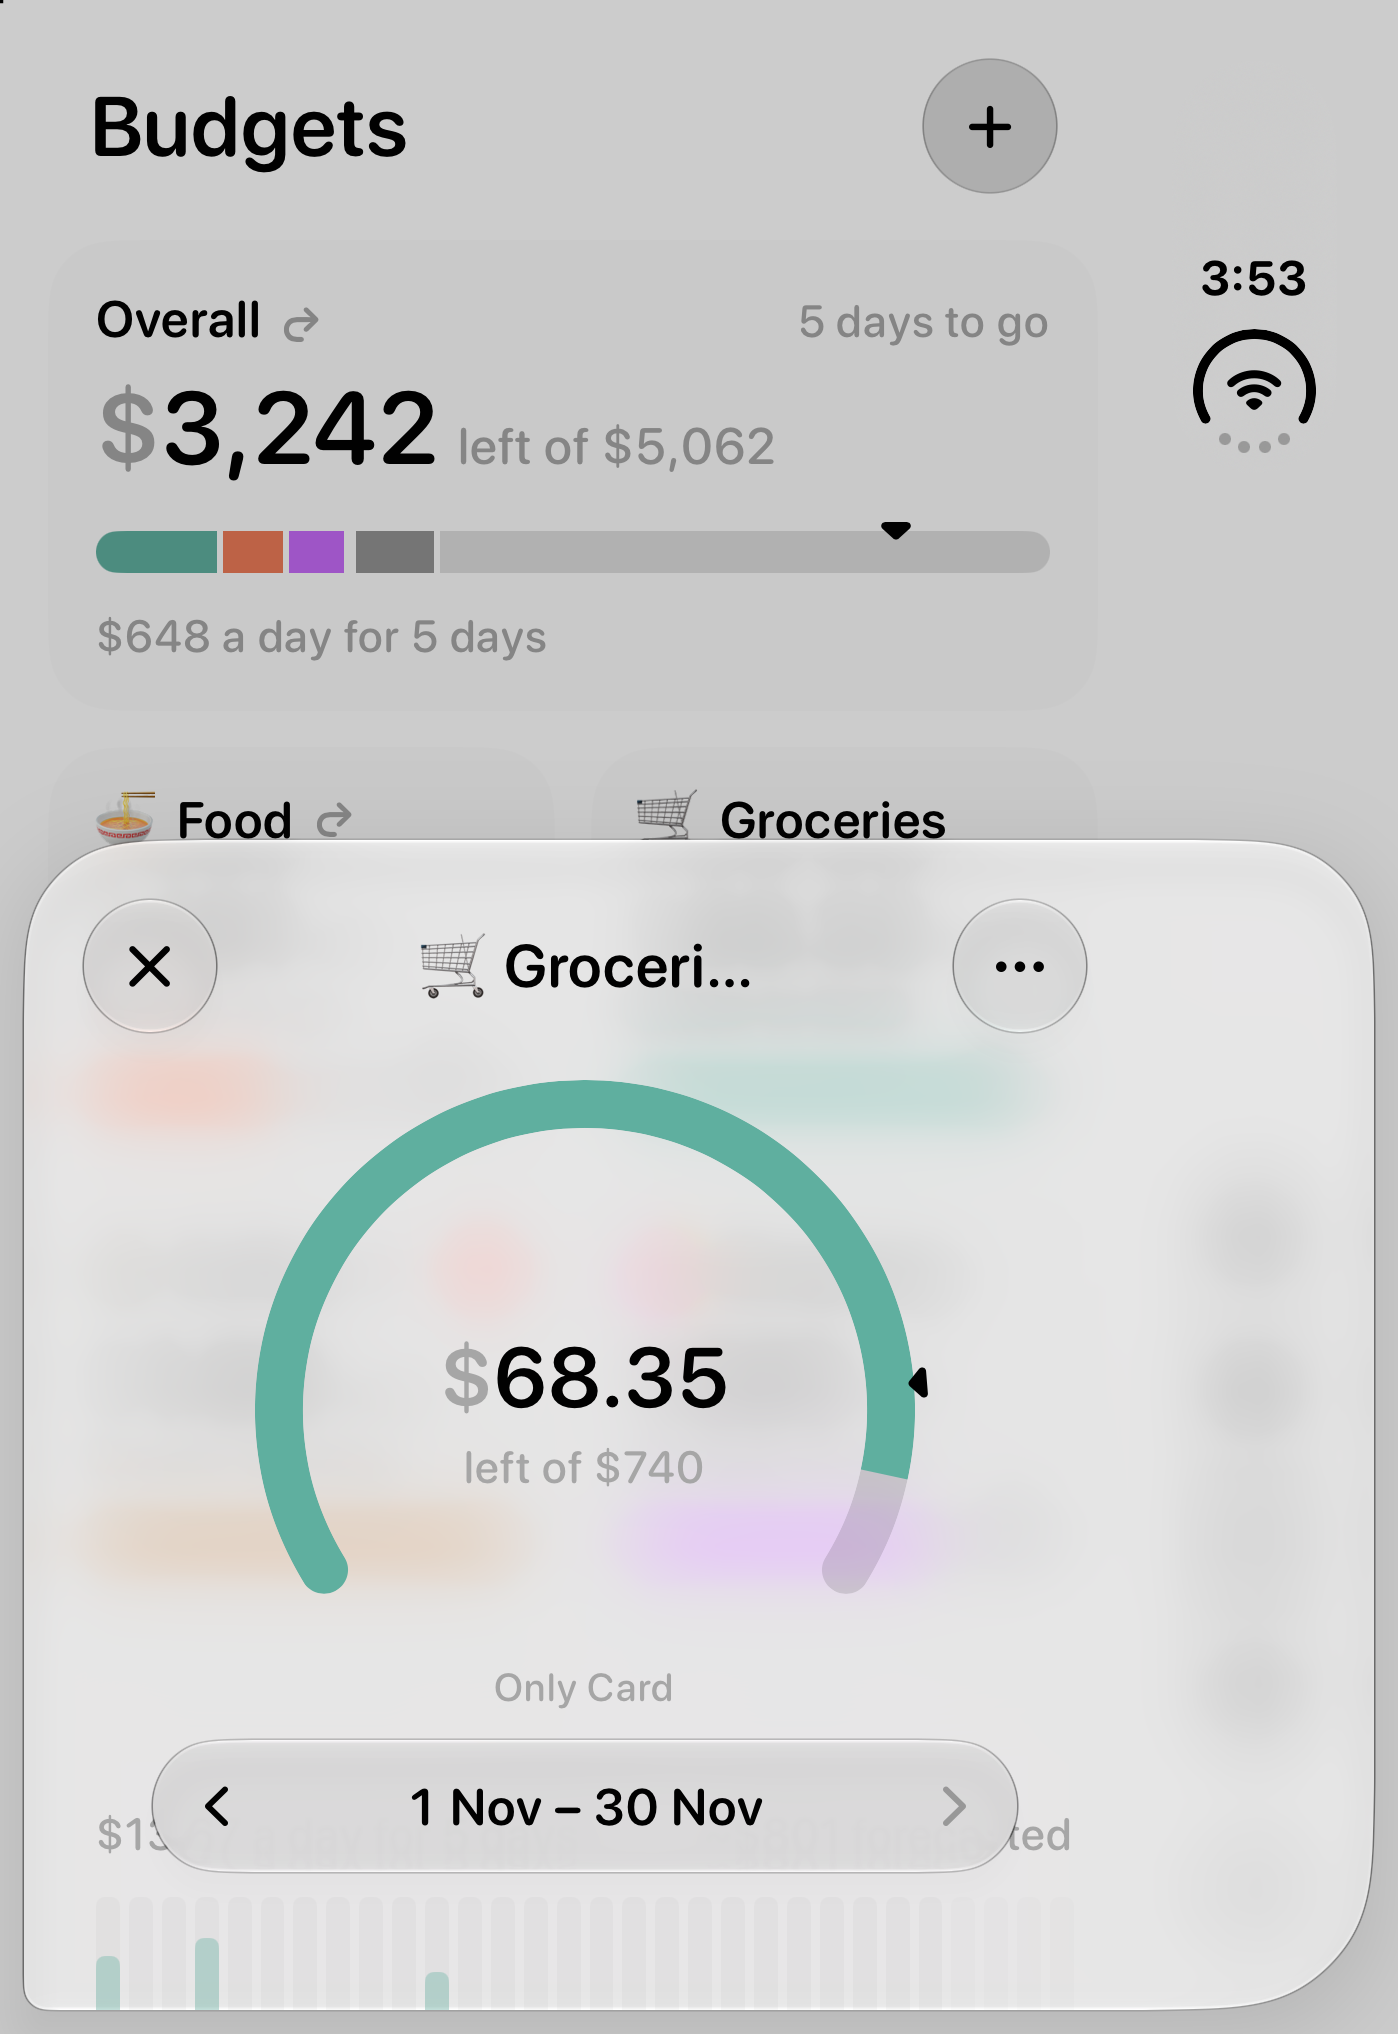 Budgets
3:53
Overall
5 days to go
$3,242 left of $5,062
$648 a day for 5 days
Food
Groceries
Groceri...
$68.35
left of $740
Only Card
1 Nov – 30 Nov